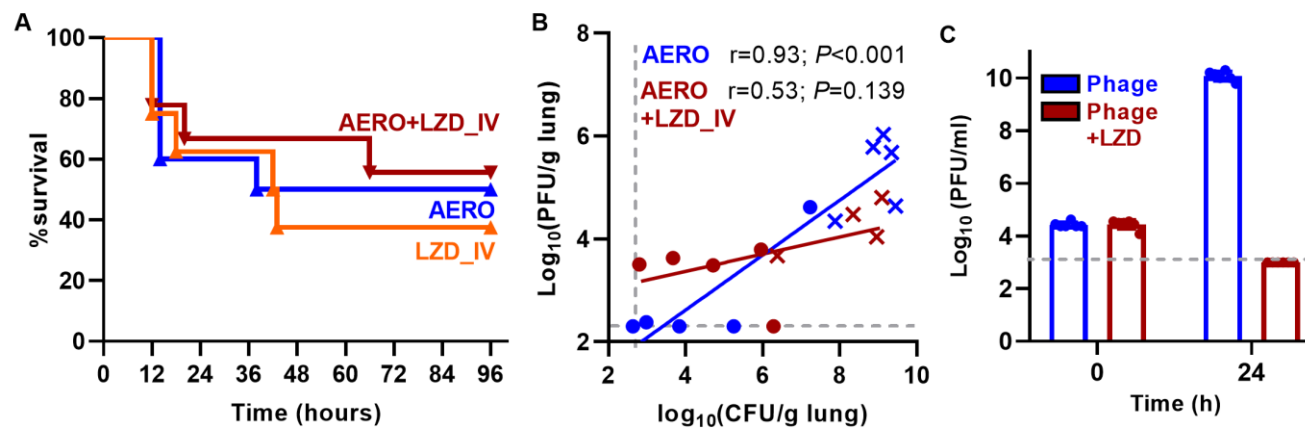 A
%survival
100
80
60
40
20
0
AERO+LZD_IV
AERO
LZD_IV
0 12 24 36 48 60 72 84 96
Time (hours)
B
Log10(PFU/g lung)
8
6
4
2
AERO r=0.93; P<0.001
AERO r=0.53; P=0.139
+LZD_IV
2 4 6 8 10
log10(CFU/g lung)
C
Log10 (PFU/ml)
10
8
6
4
2
0
Phage
Phage
+LZD
0 24
Time (h)